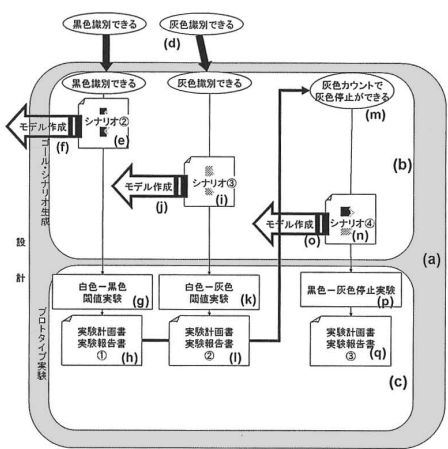 黒色識別できる
灰色識別できる
(d)
黒色識別できる
灰色識別できる
灰色カウントで
灰色停止ができる
(m)
シナリオ②
(e)
モデル作成
(f)
(b)
シナリオ③
(i)
モデル作成
(j)
シナリオ④
(n)
モデル作成
(o)
ゴール・シナリオ生成
設計
(a)
白色ー黒色
閾値実験
(g)
白色ー灰色
閾値実験
(k)
黒色ー灰色停止実験
(p)
実験計画書
実験報告書
①
(h)
実験計画書
実験報告書
②
(l)
実験計画書
実験報告書
③
(q)
プロトタイプ実験
(c)